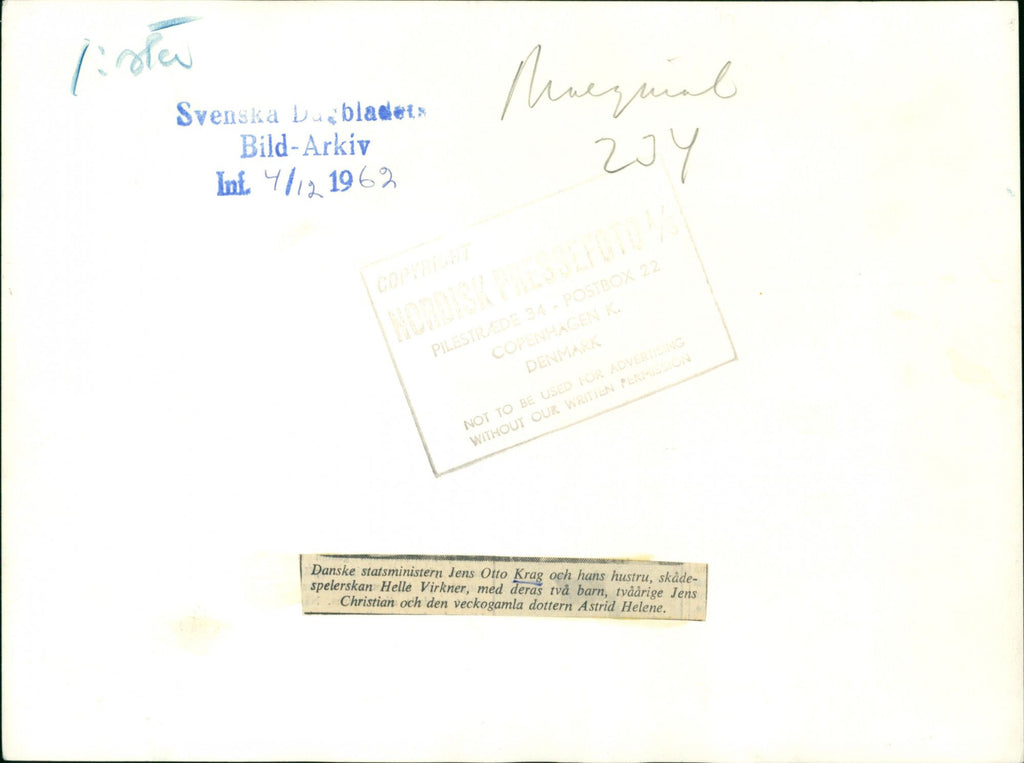 Svenska Dagbladets
Bild-Arkiv
Inf. 4/12 1962
204
COPYRIGHT
NORDISK PRESSEFOTO A/S
PILESTRÆDE 34 - POSTBOX 22
COPENHAGEN K.
DENMARK
NOT TO BE USED FOR ADVERTISING
WITHOUT OUR WRITTEN PERMISSION
Danske statsministern Jens Otto Krag och hans hustru, skåde-
spelerskan Helle Virkner, med deras två barn, tvåårige Jens
Christian och den veckogamla dottern Astrid Helene.